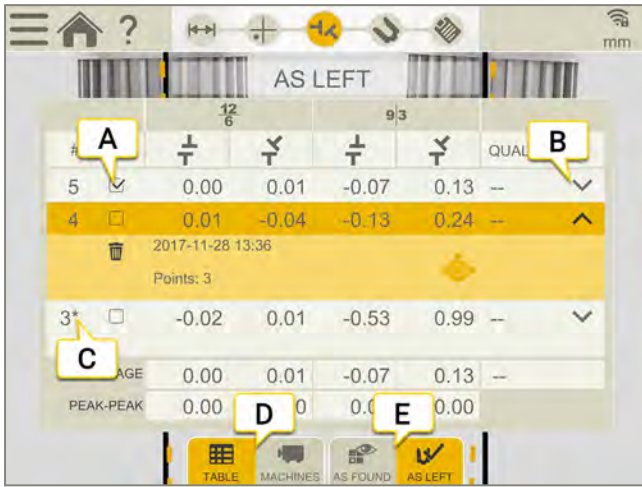 ?
mm
AS LEFT
12
6
9 3
# A QUAL B
5 0.00 0.01 -0.07 0.13 --
4 0.01 -0.04 -0.13 0.24 --
2017-11-28 13:36
Points: 3
3* -0.02 0.01 -0.53 0.99 --
C AGE 0.00 0.01 -0.07 0.13 --
PEAK-PEAK 0.00 D 0 0.0 E 0.00
TABLE MACHINES AS FOUND AS LEFT